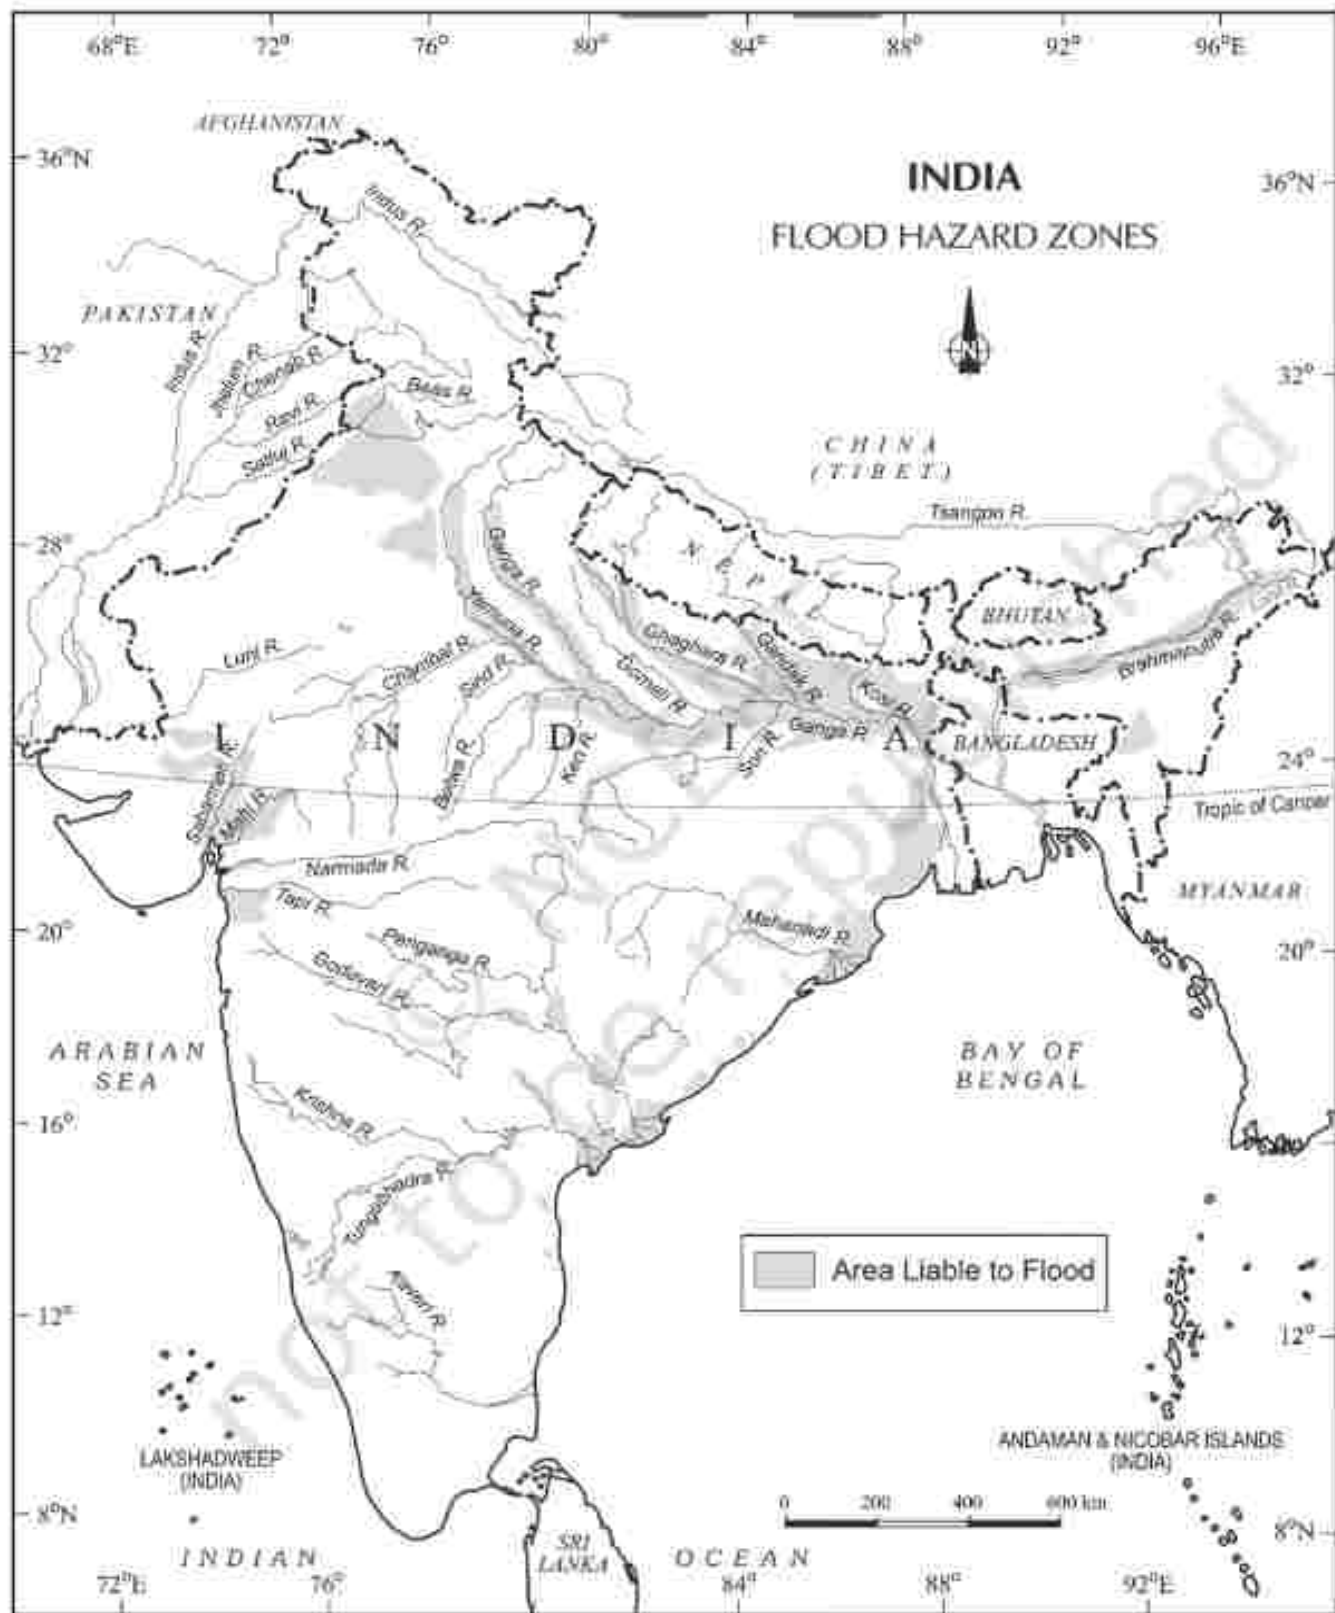 68°E 72° 76° 80° 84° 88° 92° 96°E
AFGHANISTAN
36°N
INDIA
36°N
FLOOD HAZARD ZONES
Indus R.
PAKISTAN
N
32°
Indus R.
Jhelum R.
Chenab R.
Beas R.
32°
Ravi R.
Satluj R.
CHINA
(TIBET)
Tsangpo R.
28°
Ganga R.
N E P A L
BHUTAN
Yamuna R.
Brahmaputra R.
Luni R.
Chambal R.
Sind R.
Ghaghara R.
Gandak R.
Gomati R.
Kosi R.
I N D I A
Ganga R.
BANGLADESH
Betwa R.
Ken R.
Son R.
24°
Sabarmati R.
Mahi R.
Tropic of Cancer
Narmada R.
MYANMAR
Tapi R.
20°
Penganga R.
Mahanadi R.
20°
Godavari R.
ARABIAN
SEA
BAY OF
BENGAL
16°
Krishna R.
Tungabhadra R.
Area Liable to Flood
Kaveri R.
12°
12°
LAKSHADWEEP
(INDIA)
ANDAMAN & NICOBAR ISLANDS
(INDIA)
0 200 400 600 km
8°N
8°N
SRI
LANKA
INDIAN OCEAN
72°E 76° 84° 88° 92°E
not to be republished